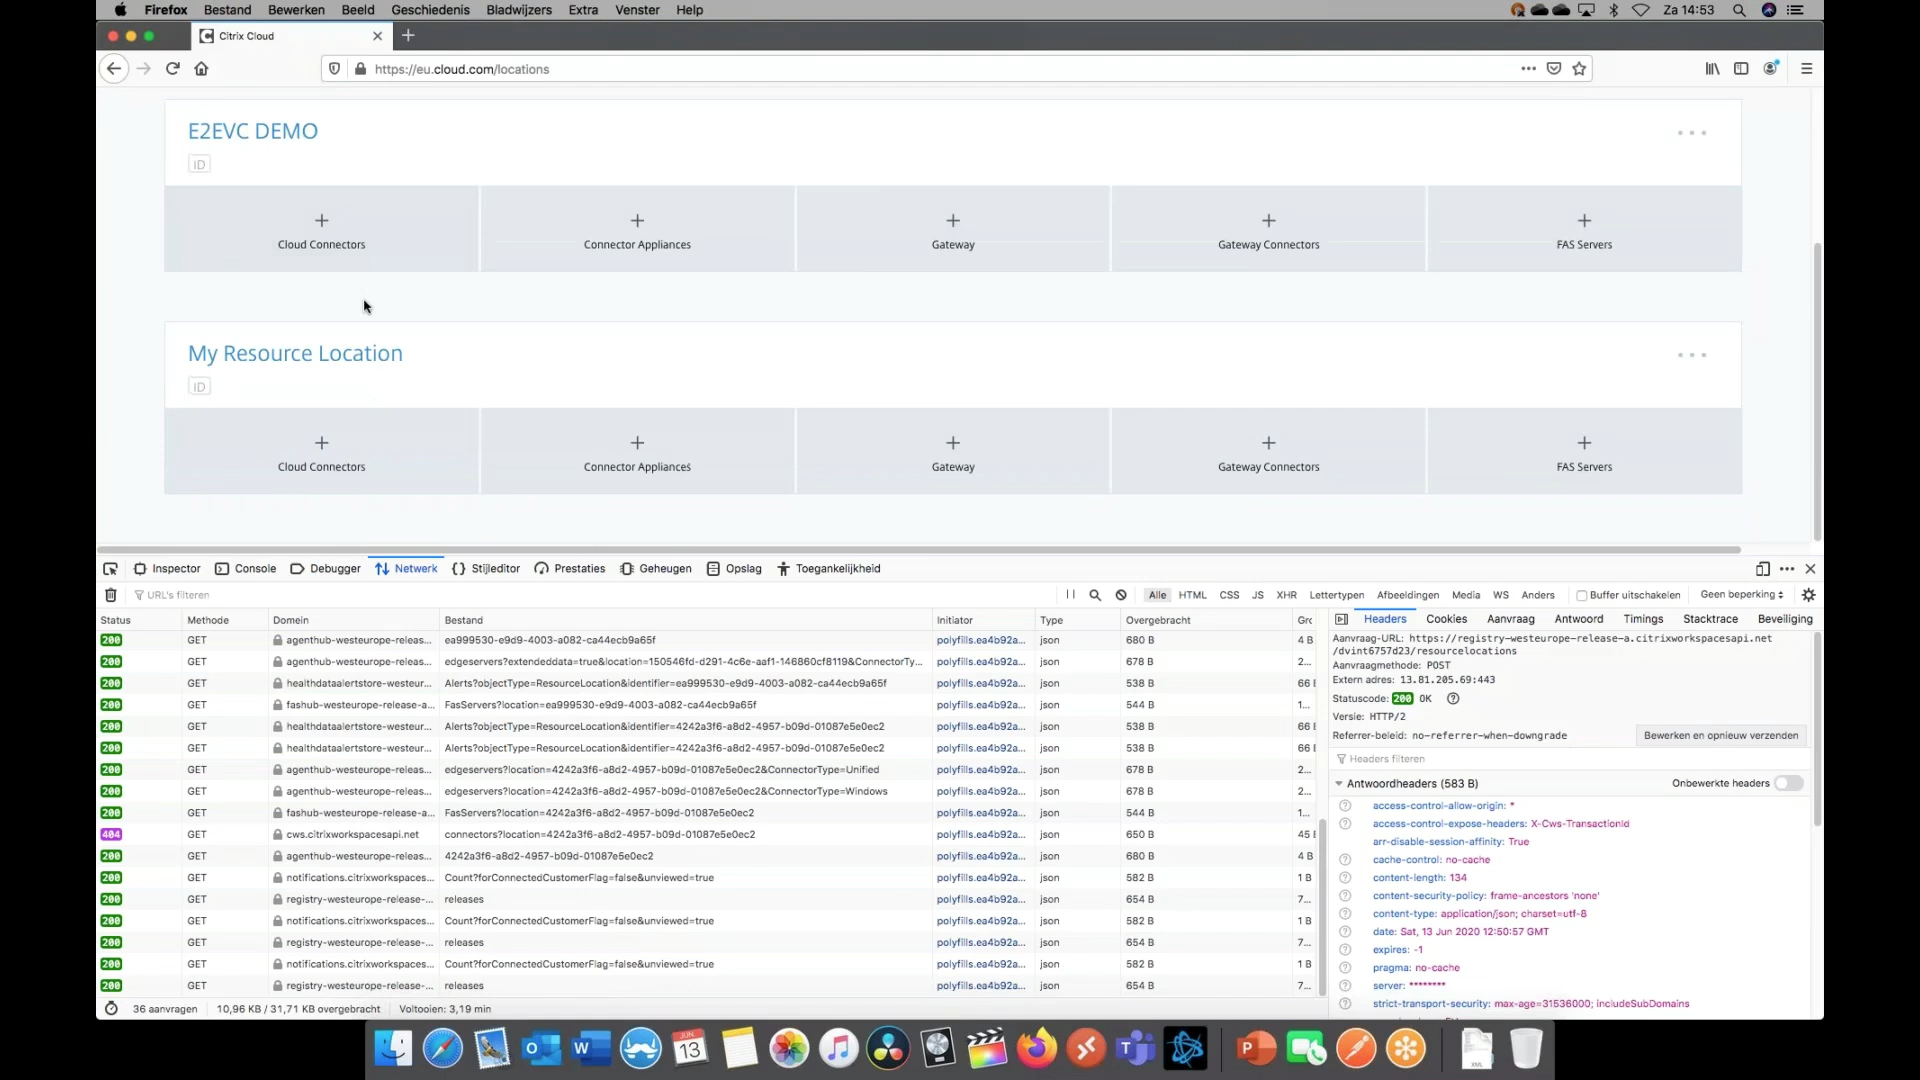 Firefox Bestand Bewerken Beeld Geschiedenis Bladwijzers Extra Venster Help Za 14:53
Citrix Cloud
https://eu.cloud.com/locations
E2EVC DEMO
ID
Cloud Connectors Connector Appliances Gateway Gateway Connectors FAS Servers
My Resource Location
ID
Cloud Connectors Connector Appliances Gateway Gateway Connectors FAS Servers
Inspector Console Debugger Netwerk Stijleditor Prestaties Geheugen Opslag Toegankelijkheid
URL's filteren Alle HTML CSS JS XHR Lettertypen Afbeeldingen Media WS Anders Buffer uitschakelen Geen beperking
Status Methode Domein Bestand Initiator Type Overgebracht Grc
200 GET agenthub-westeurope-releas... ea999530-e9d9-4003-a082-ca44ecb9a65f polyfills.ea4b92a... json 680 B 4 B
200 GET agenthub-westeurope-releas... edgeservers?extendeddata=true&location=150546fd-d291-4c6e-aaf1-146860cf8119&ConnectorTy... polyfills.ea4b92a... json 678 B 2...
200 GET healthdataalertstore-westeur... Alerts?objectType=ResourceLocation&identifier=ea999530-e9d9-4003-a082-ca44ecb9a65f polyfills.ea4b92a... json 538 B 66
200 GET fashub-westeurope-release-a... FasServers?location=ea999530-e9d9-4003-a082-ca44ecb9a65f polyfills.ea4b92a... json 544 B 1...
200 GET healthdataalertstore-westeur... Alerts?objectType=ResourceLocation&identifier=4242a3f6-a8d2-4957-b09d-01087e5e0ec2 polyfills.ea4b92a... json 538 B 66
200 GET healthdataalertstore-westeur... Alerts?objectType=ResourceLocation&identifier=4242a3f6-a8d2-4957-b09d-01087e5e0ec2 polyfills.ea4b92a... json 538 B 66
200 GET agenthub-westeurope-releas... edgeservers?location=4242a3f6-a8d2-4957-b09d-01087e5e0ec2&ConnectorType=Unified polyfills.ea4b92a... json 678 B 2...
200 GET agenthub-westeurope-releas... edgeservers?location=4242a3f6-a8d2-4957-b09d-01087e5e0ec2&ConnectorType=Windows polyfills.ea4b92a... json 678 B 2...
200 GET fashub-westeurope-release-a... FasServers?location=4242a3f6-a8d2-4957-b09d-01087e5e0ec2 polyfills.ea4b92a... json 544 B 1...
404 GET cws.citrixworkspacesapi.net connectors?location=4242a3f6-a8d2-4957-b09d-01087e5e0ec2 polyfills.ea4b92a... json 650 B 45
200 GET agenthub-westeurope-releas... 4242a3f6-a8d2-4957-b09d-01087e5e0ec2 polyfills.ea4b92a... json 680 B 4 B
200 GET notifications.citrixworkspaces... Count?forConnectedCustomerFlag=false&unviewed=true polyfills.ea4b92a... json 582 B 1 B
200 GET registry-westeurope-release-... releases polyfills.ea4b92a... json 654 B 7...
200 GET notifications.citrixworkspaces... Count?forConnectedCustomerFlag=false&unviewed=true polyfills.ea4b92a... json 582 B 1 B
200 GET registry-westeurope-release-... releases polyfills.ea4b92a... json 654 B 7...
200 GET notifications.citrixworkspaces... Count?forConnectedCustomerFlag=false&unviewed=true polyfills.ea4b92a... json 582 B 1 B
200 GET registry-westeurope-release-... releases polyfills.ea4b92a... json 654 B 7...
36 aanvragen 10,96 KB / 31,71 KB overgebracht Voltooien: 3,19 min
Headers Cookies Aanvraag Antwoord Timings Stacktrace Beveiliging
Aanvraag-URL: https://registry-westeurope-release-a.citrixworkspacesapi.net
/dvint6757d23/resourcelocations
Aanvraagmethode: POST
Extern adres: 13.81.205.69:443
Statuscode: 200 OK
Versie: HTTP/2
Referrer-beleid: no-referrer-when-downgrade Bewerken en opnieuw verzenden
Headers filteren
Antwoordheaders (583 B) Onbewerkte headers
access-control-allow-origin: *
access-control-expose-headers: X-Cws-TransactionId
arr-disable-session-affinity: True
cache-control: no-cache
content-length: 134
content-security-policy: frame-ancestors 'none'
content-type: application/json; charset=utf-8
date: Sat, 13 Jun 2020 12:50:57 GMT
expires: -1
pragma: no-cache
server: ********
strict-transport-security: max-age=31536000; includeSubDomains
JUN
13